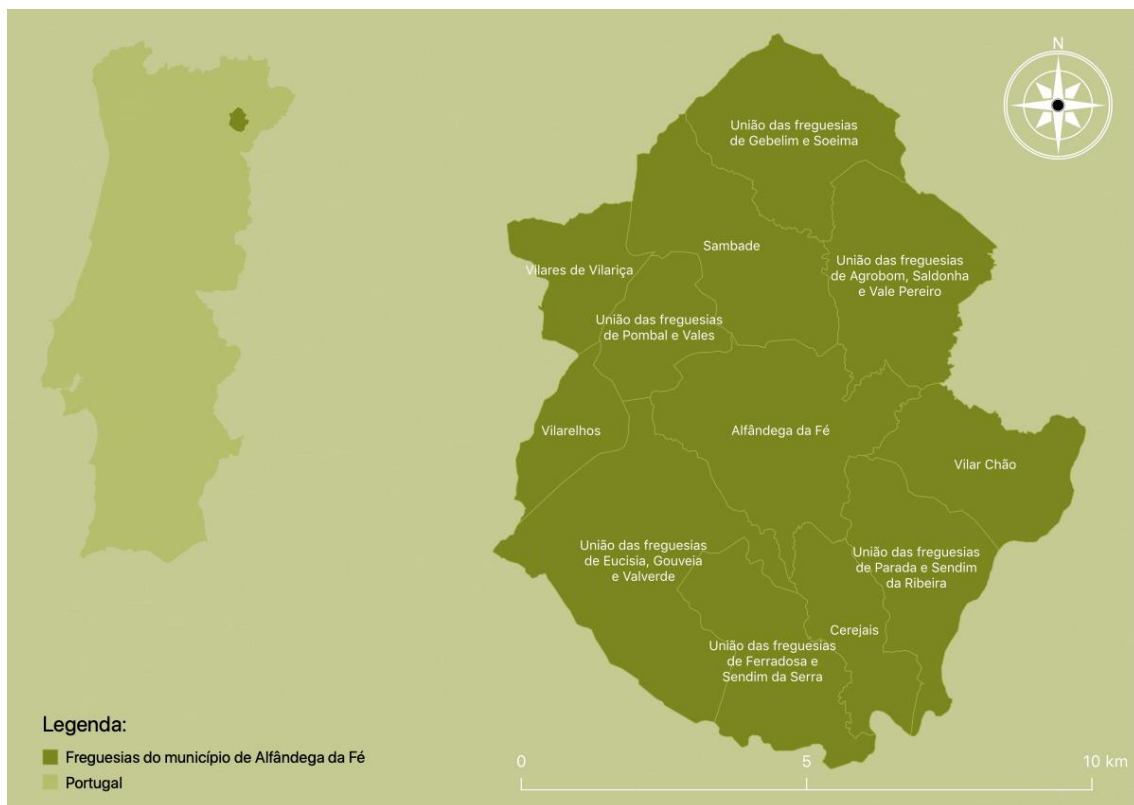 N
União das freguesias
de Gebelim e Soeima
Sambade
Vilares de Vilariça
União das freguesias
de Agrobom, Saldonha
e Vale Pereiro
União das freguesias
de Pombal e Vales
Vilarelhos
Alfândega da Fé
Vilar Chão
União das freguesias
de Eucisia, Gouveia
e Valverde
União das freguesias
de Parada e Sendim
da Ribeira
Cerejais
União das freguesias
de Ferradosa e
Sendim da Serra
Legenda:
Freguesias do município de Alfândega da Fé
Portugal
0 5 10 km